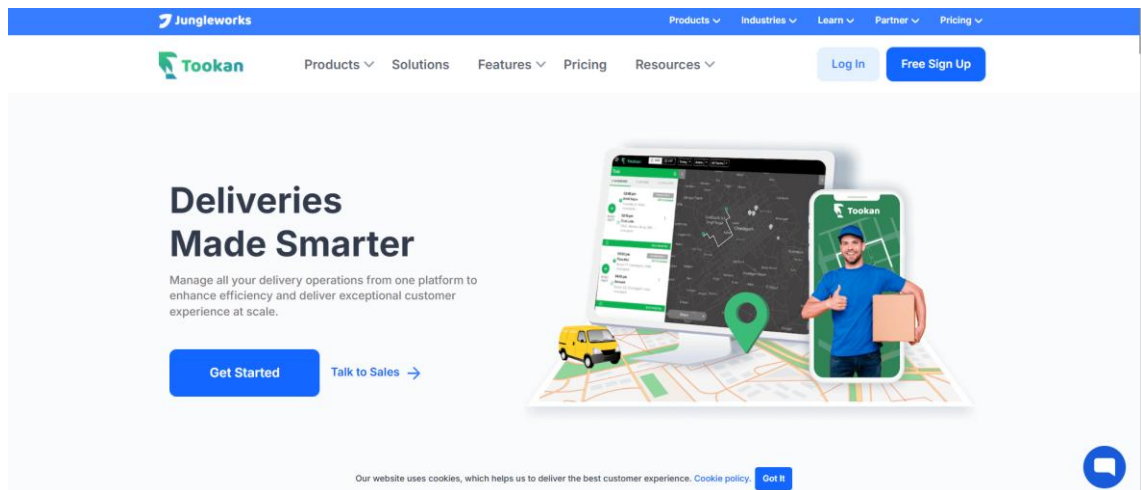 Jungleworks
Products Industries Learn Partner Pricing
Tookan
Products Solutions Features Pricing Resources
Log In
Free Sign Up
Deliveries
Made Smarter
Manage all your delivery operations from one platform to
enhance efficiency and deliver exceptional customer
experience at scale.
Get Started
Talk to Sales →
Tookan
Our website uses cookies, which helps us to deliver the best customer experience. Cookie policy.
Got It